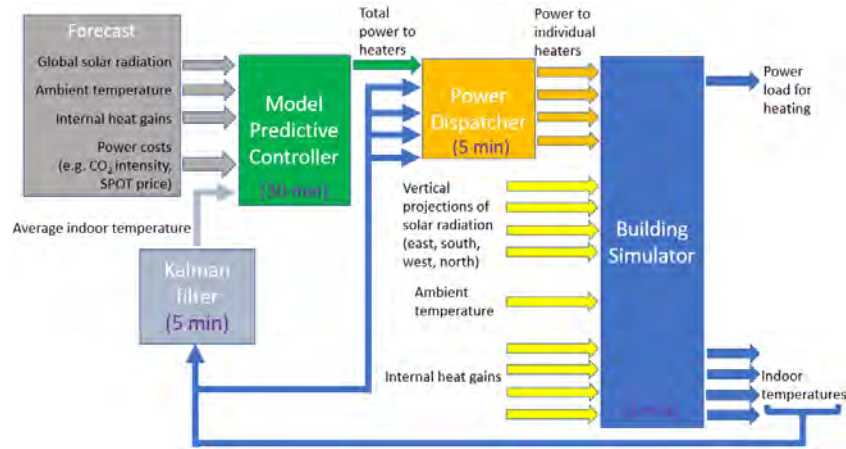 Forecast
Global solar radiation
Ambient temperature
Internal heat gains
Power costs
(e.g. CO₂ intensity,
SPOT price)
Model
Predictive
Controller
(30 min)
Total
power to
heaters
Power
Dispatcher
(5 min)
Power to
individual
heaters
Power
load for
heating
Average indoor temperature
Kalman
filter
(5 min)
Vertical
projections of
solar radiation
(east, south,
west, north)
Ambient
temperature
Internal heat gains
Building
Simulator
Indoor
temperatures